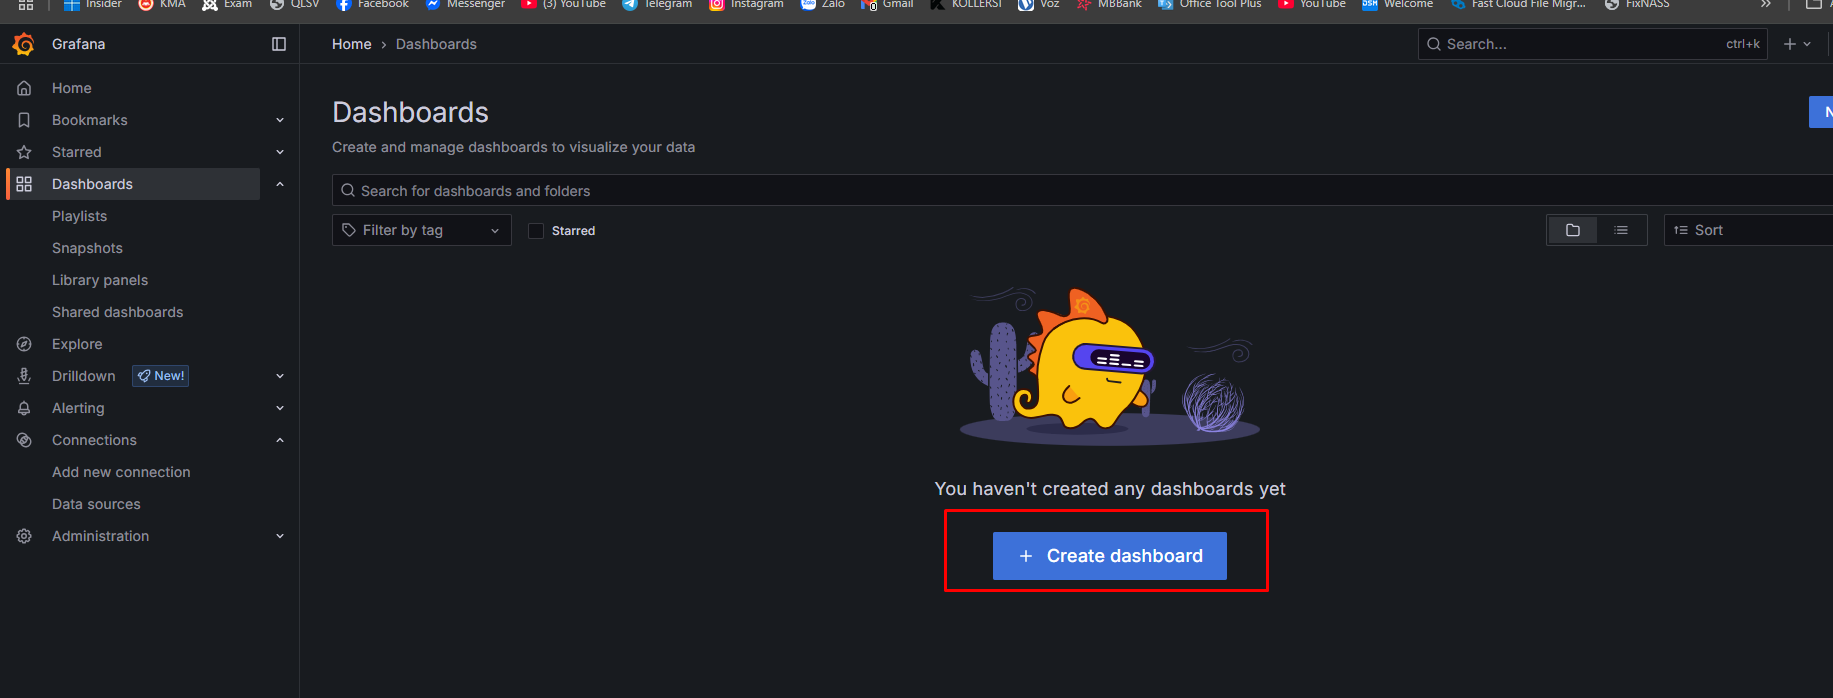 Insider KMA Exam QLSV Facebook Messenger (3) YouTube Telegram Instagram Zalo Gmail KOLLERSI Voz MBBank Office Tool Plus YouTube Welcome Fast Cloud File Migr... FixNASS
Grafana
Home › Dashboards
Search... ctrl+k
Home
Bookmarks
Starred
Dashboards
Playlists
Snapshots
Library panels
Shared dashboards
Explore
Drilldown New!
Alerting
Connections
Add new connection
Data sources
Administration
Dashboards
Create and manage dashboards to visualize your data
Search for dashboards and folders
Filter by tag
Starred
Sort
You haven't created any dashboards yet
+ Create dashboard